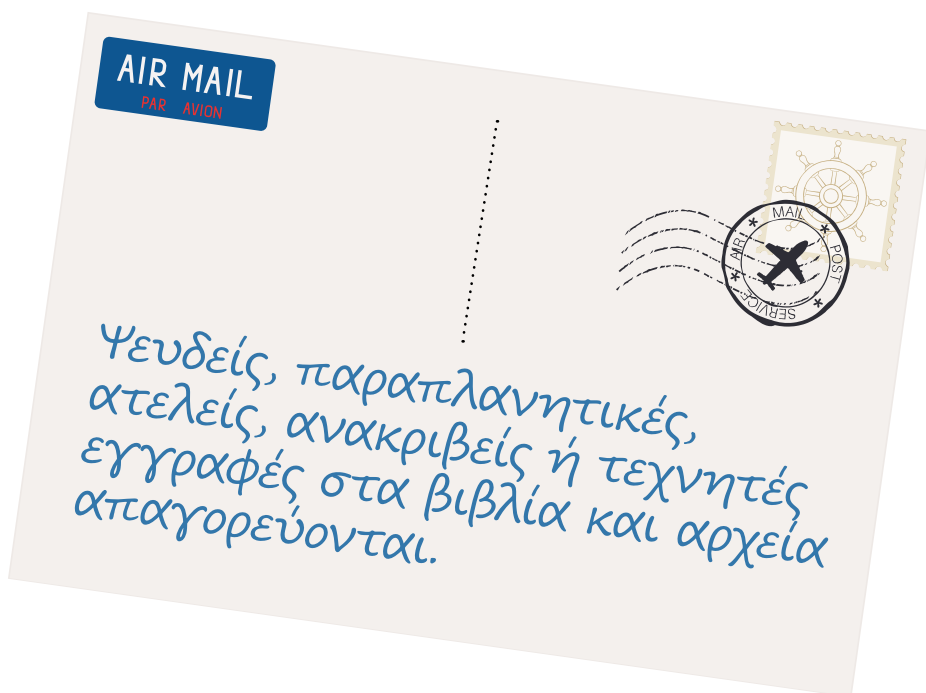 AIR MAIL
PAR AVION
MAIL
AIR
POST
SERVICE
Ψευδείς, παραπλανητικές,
ατελείς, ανακριβείς ή τεχνητές
εγγραφές στα βιβλία και αρχεία
απαγορεύονται.